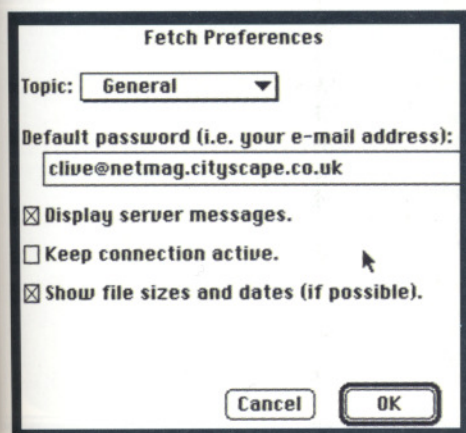 Fetch Preferences
Topic: General
Default password (i.e. your e-mail address):
clive@netmag.cityscape.co.uk
Display server messages.
Keep connection active.
Show file sizes and dates (if possible).
Cancel OK